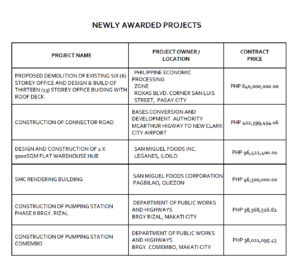 NEWLY AWARDED PROJECTS
PROJECT NAME
PROJECT OWNER /
LOCATION
CONTRACT
PRICE
PROPOSED DEMOLITION OF EXISTING SIX (6)
STOREY OFFICE AND DESIGN & BUILD OF
THIRTEEN (13) STOREY OFFICE BUIDING WITH
ROOF DECK
PHILIPPINE ECONOMIC
PROCESSING
ZONE
ROXAS BLVD. CORNER SAN LUIS
STREET, PASAY CITY
PHP 840,000,000.00
CONSTRUCTION OF CONNECTOR ROAD
BASES CONVERSION AND
DEVELOPMENT AUTHORITY
MCARTHUR HIGWAY TO NEW CLARK
CITY AIRPORT
PHP 422,399,454.06
DESIGN AND CONSTRUCTION OF 2 X
5000SQM FLAT WAREHOUSE HUB
SAN MIGUEL FOODS INC.
LEGANES, ILOILO
PHP 96,422,400.00
SMC RENDERING BUILDING
SAN MIGUEL FOODS CORPORATION
PAGBILAO, QUEZON
PHP 46,300,000.00
CONSTRUCTION OF PUMPING STATION
PHASE II BRGY. RIZAL
DEPARTMENT OF PUBLIC WORKS
AND HIGHWAYS
BRGY RIZAL, MAKATI CITY
PHP 38,368,526.82
CONSTRUCTION OF PUMPING STATION
COMEMBO
DEPARTMENT OF PUBLIC WORKS
AND HIGHWAYS
BRGY. COMEMBO, MAKATI CITY
PHP 38,022,095.43